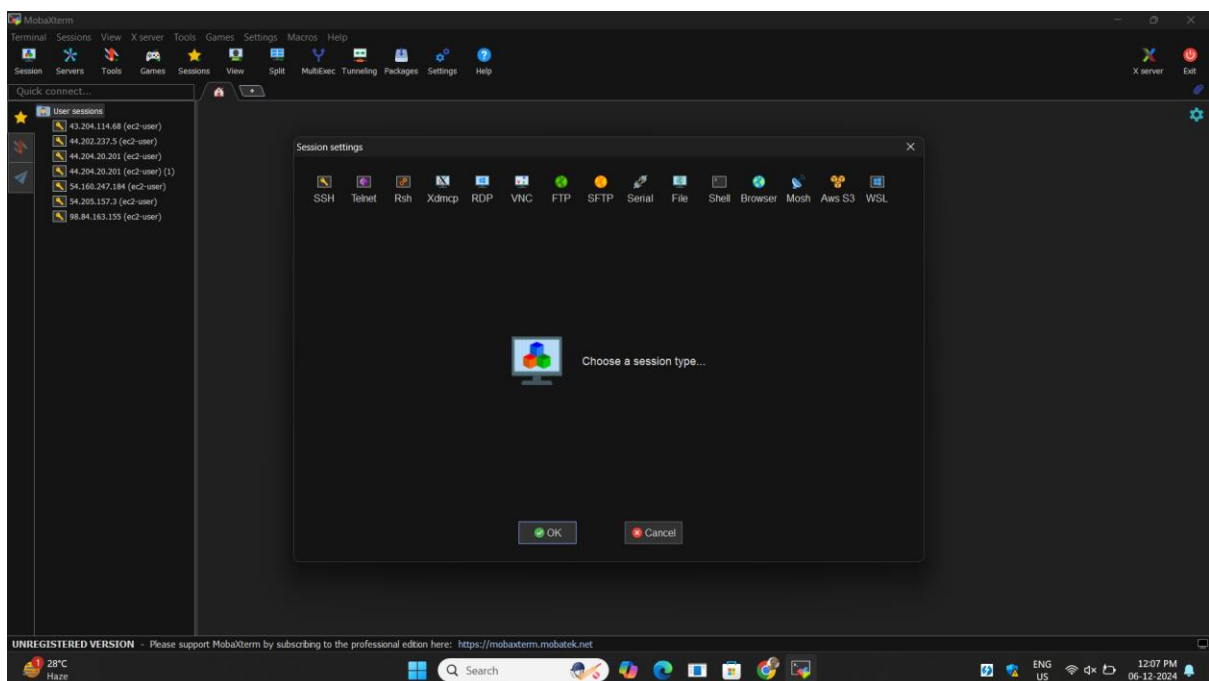 MobaXterm
Terminal Sessions View X server Tools Games Settings Macros Help
Session Servers Tools Games Sessions View Split MultiExec Tunneling Packages Settings Help X server Exit
Quick connect...
User sessions
43.204.114.68 (ec2-user)
44.202.237.5 (ec2-user)
44.204.20.201 (ec2-user)
44.204.20.201 (ec2-user) (1)
54.160.247.184 (ec2-user)
54.205.157.3 (ec2-user)
98.84.163.155 (ec2-user)
Session settings
SSH Telnet Rsh Xdmcp RDP VNC FTP SFTP Serial File Shell Browser Mosh Aws S3 WSL
Choose a session type...
OK Cancel
UNREGISTERED VERSION - Please support MobaXterm by subscribing to the professional edition here: https://mobaxterm.mobatek.net
1 28°C
Haze
Search
ENG
US
12:07 PM
06-12-2024